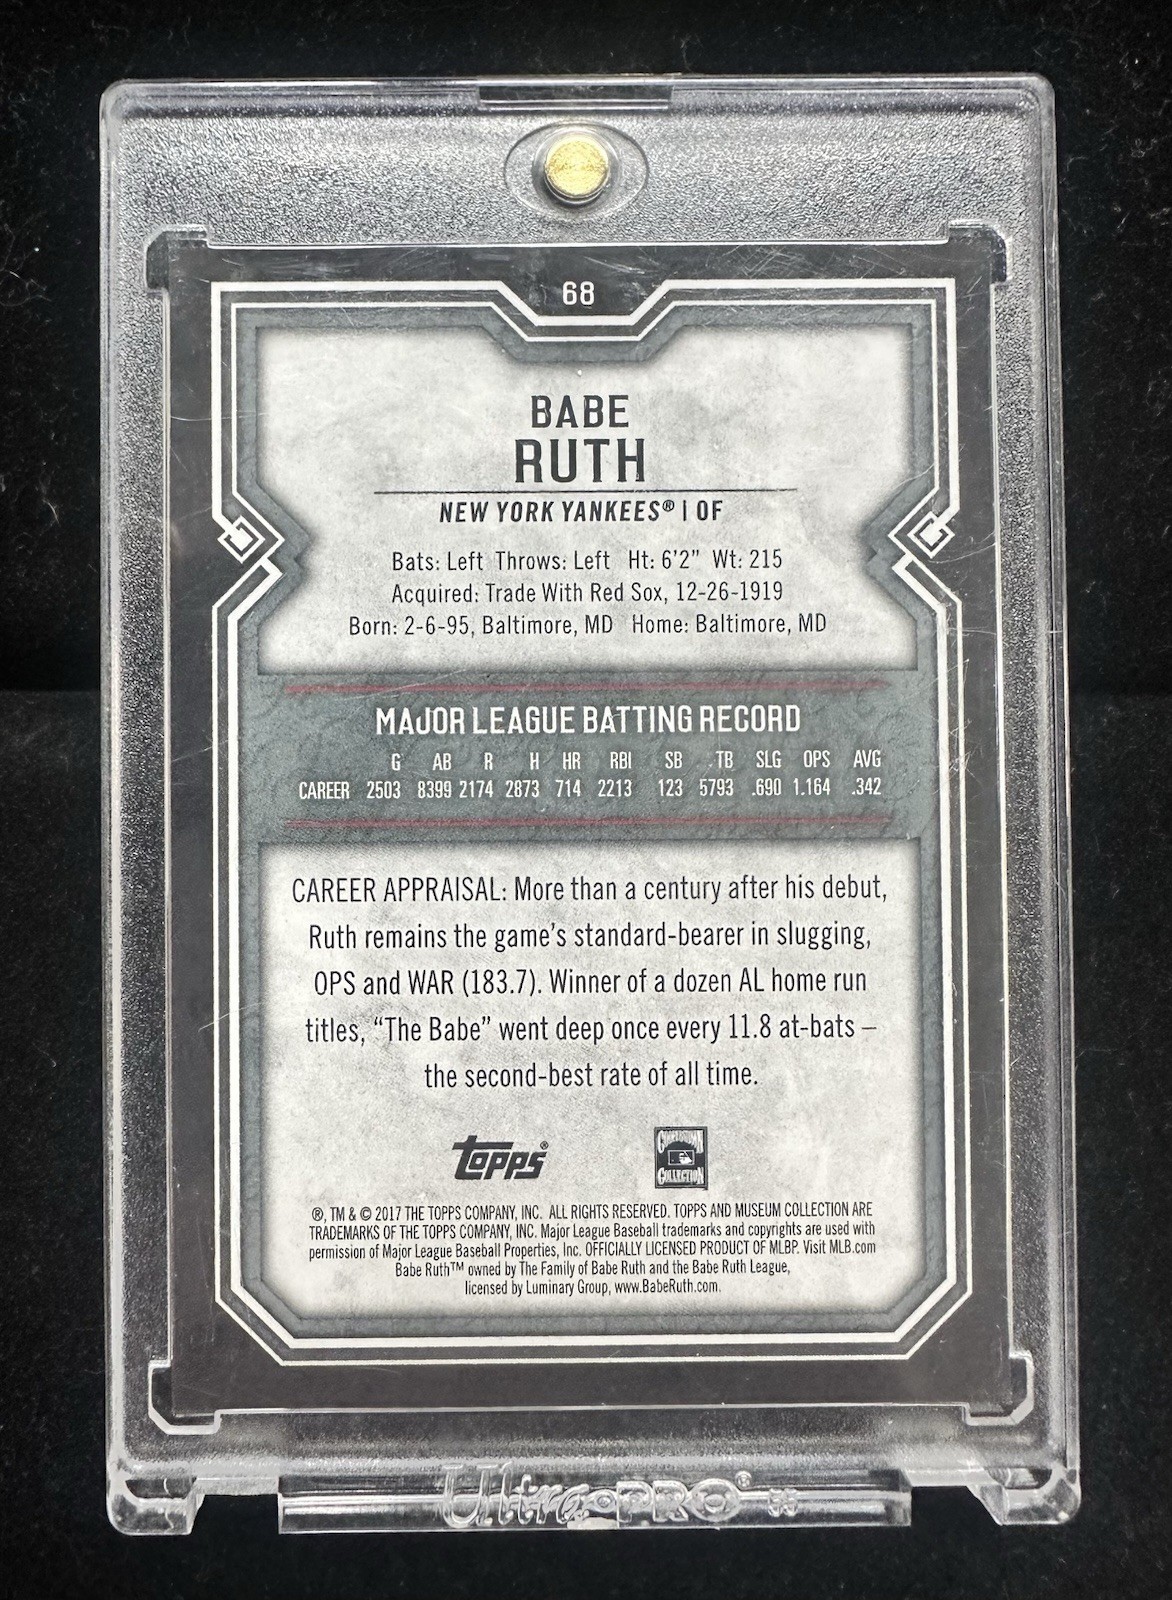 68
BABE
RUTH
NEW YORK YANKEES® | OF
Bats: Left Throws: Left Ht: 6'2" Wt: 215
Acquired: Trade With Red Sox, 12-26-1919
Born: 2-6-95, Baltimore, MD Home: Baltimore, MD
MAJOR LEAGUE BATTING RECORD
G AB R H HR RBI SB TB SLG OPS AVG
CAREER 2503 8399 2174 2873 714 2213 123 5793 .690 1.164 .342
CAREER APPRAISAL: More than a century after his debut,
Ruth remains the game's standard-bearer in slugging,
OPS and WAR (183.7). Winner of a dozen AL home run
titles, “The Babe” went deep once every 11.8 at-bats –
the second-best rate of all time.
topps®
COOPERSTOWN
COLLECTION
®, TM & © 2017 THE TOPPS COMPANY, INC. ALL RIGHTS RESERVED. TOPPS AND MUSEUM COLLECTION ARE
TRADEMARKS OF THE TOPPS COMPANY, INC. Major League Baseball trademarks and copyrights are used with
permission of Major League Baseball Properties, Inc. OFFICIALLY LICENSED PRODUCT OF MLBP. Visit MLB.com
Babe Ruth™ owned by The Family of Babe Ruth and the Babe Ruth League,
licensed by Luminary Group, www.BabeRuth.com.
Ultra•PRO®